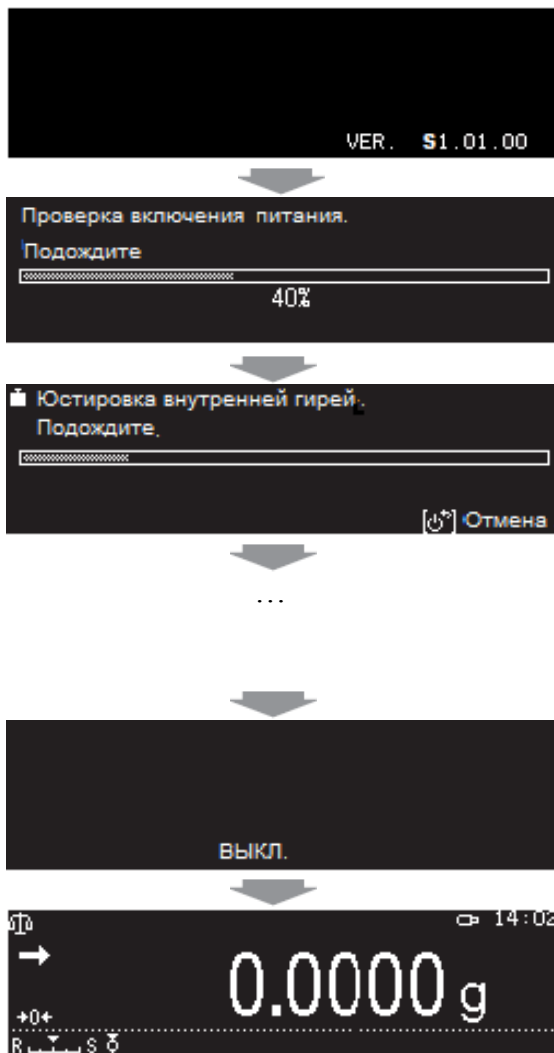 VER. S1.01.00
Проверка включения питания.
Подождите
40%
Юстировка внутренней гирей.
Подождите.
Отмена
...
ВЫКЛ.
14:02
0.0000 g
→0←
R S